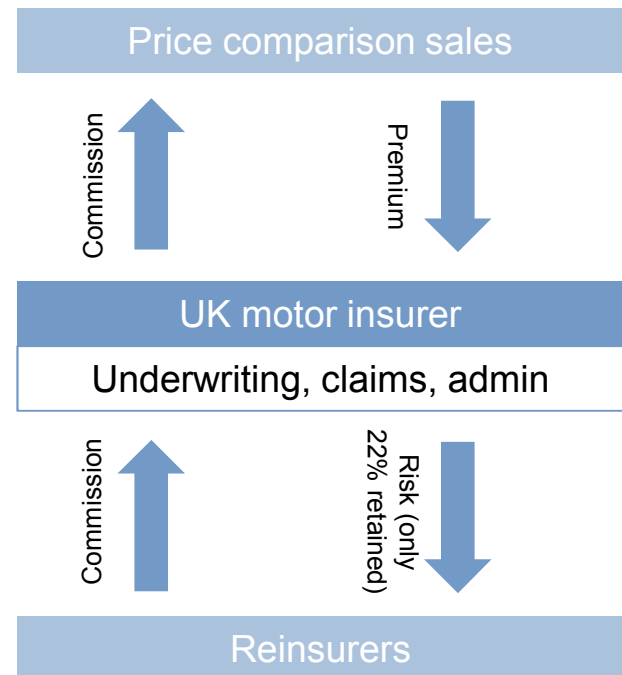 Price comparison sales
Commission
Premium
UK motor insurer
Underwriting, claims, admin
Commission
Risk (only
22% retained)
Reinsurers